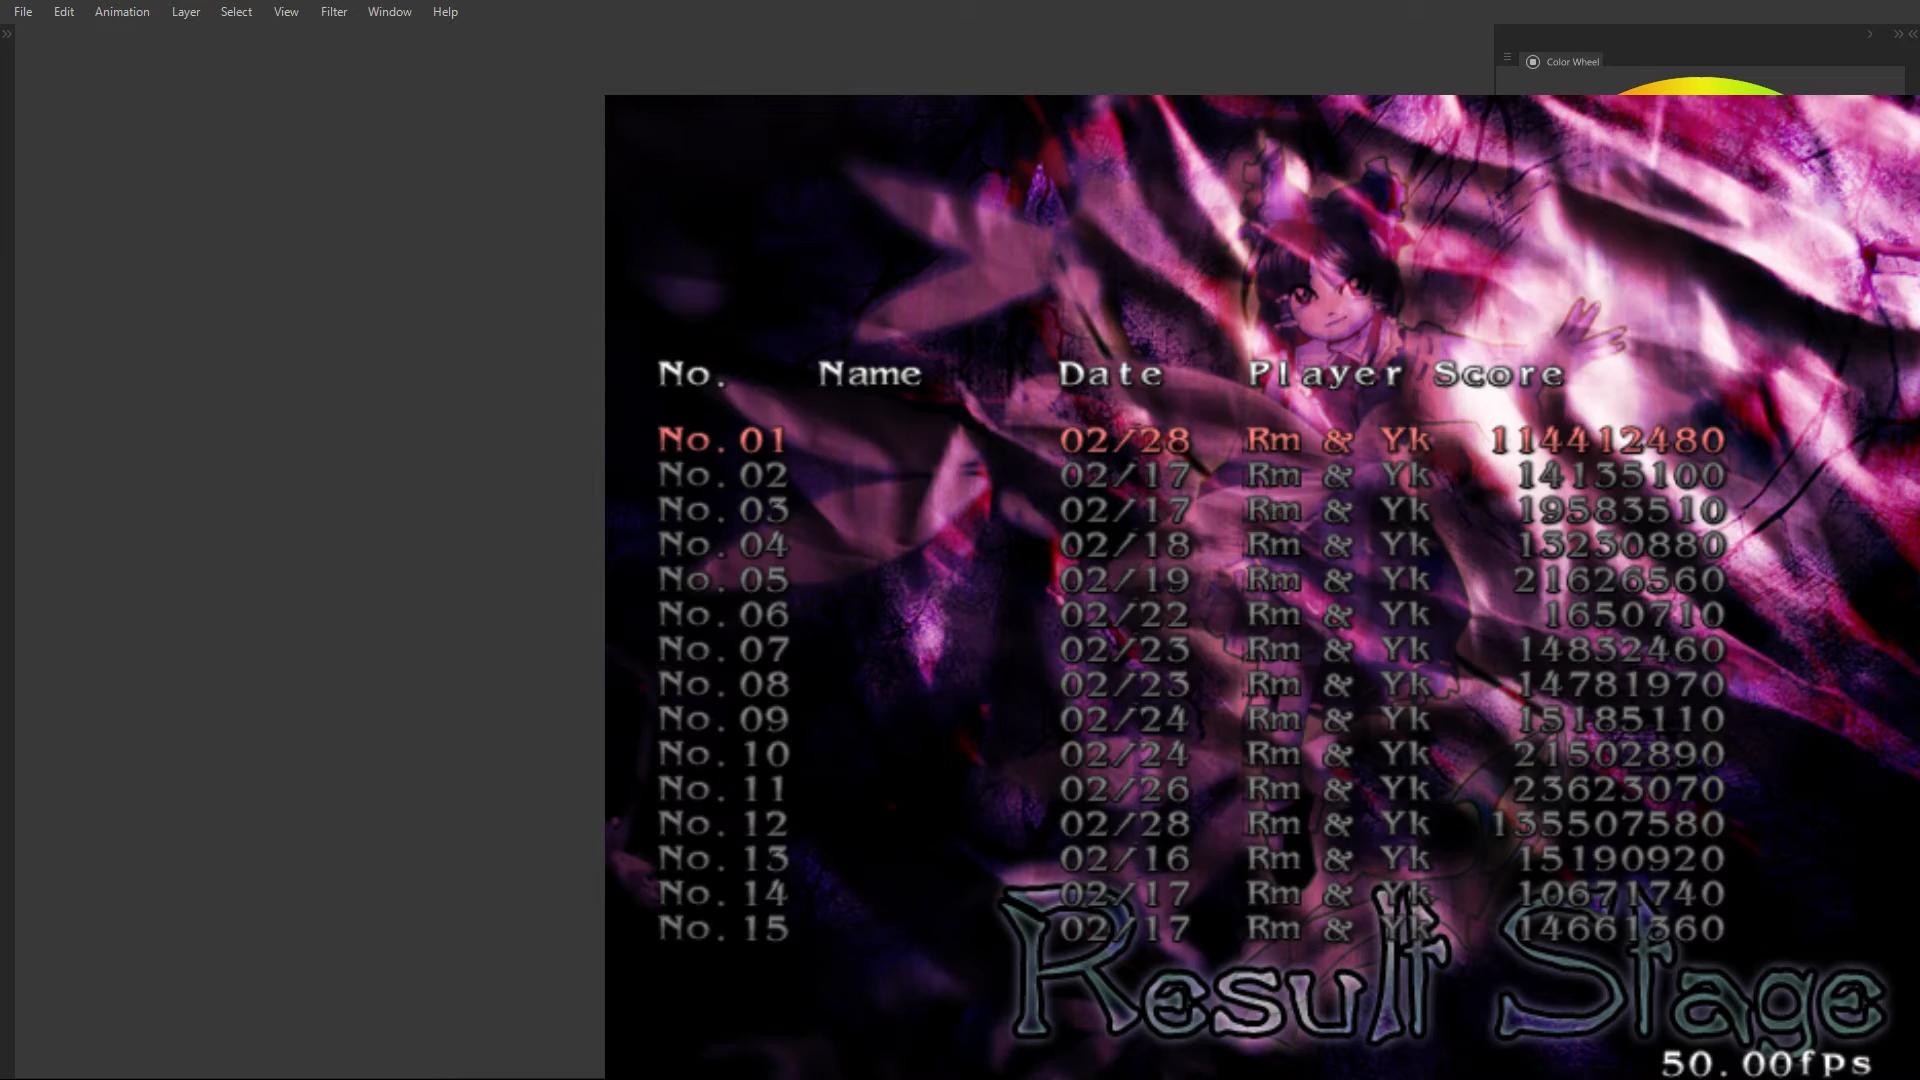 File Edit Animation Layer Select View Filter Window Help
Color Wheel
No. Name Date Player Score
No. 01 02/28 Rm & Yk 114412480
No. 02 02/17 Rm & Yk 14135100
No. 03 02/17 Rm & Yk 19583510
No. 04 02/18 Rm & Yk 13230880
No. 05 02/19 Rm & Yk 21626560
No. 06 02/22 Rm & Yk 1650710
No. 07 02/23 Rm & Yk 14832460
No. 08 02/23 Rm & Yk 14781970
No. 09 02/24 Rm & Yk 15185110
No. 10 02/24 Rm & Yk 21502890
No. 11 02/26 Rm & Yk 23623070
No. 12 02/28 Rm & Yk 135507580
No. 13 02/16 Rm & Yk 15190920
No. 14 02/17 Rm & Yk 10671740
No. 15 02/17 Rm & Yk 14661360
Result Stage
50.00fps